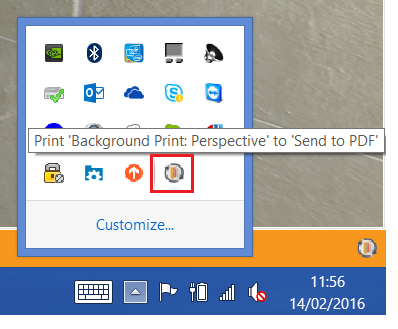 Print 'Background Print: Perspective' to 'Send to PDF'
Customize...
11:56
14/02/2016